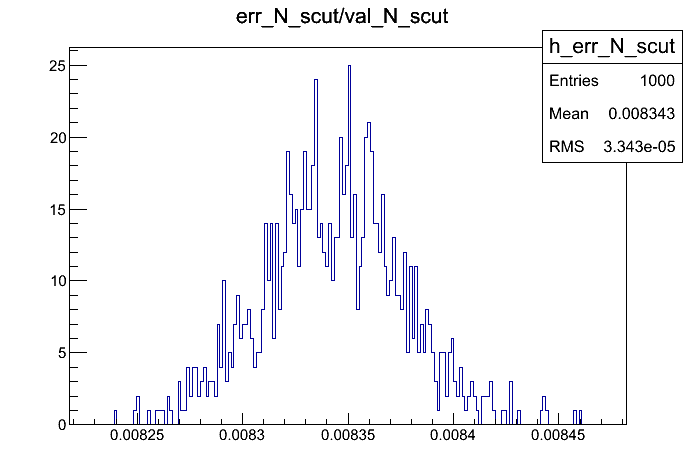 err_N_scut/val_N_scut
h_err_N_scut
Entries 1000
Mean 0.008343
RMS 3.343e-05
25
20
15
10
5
0
0.00825 0.0083 0.00835 0.0084 0.00845